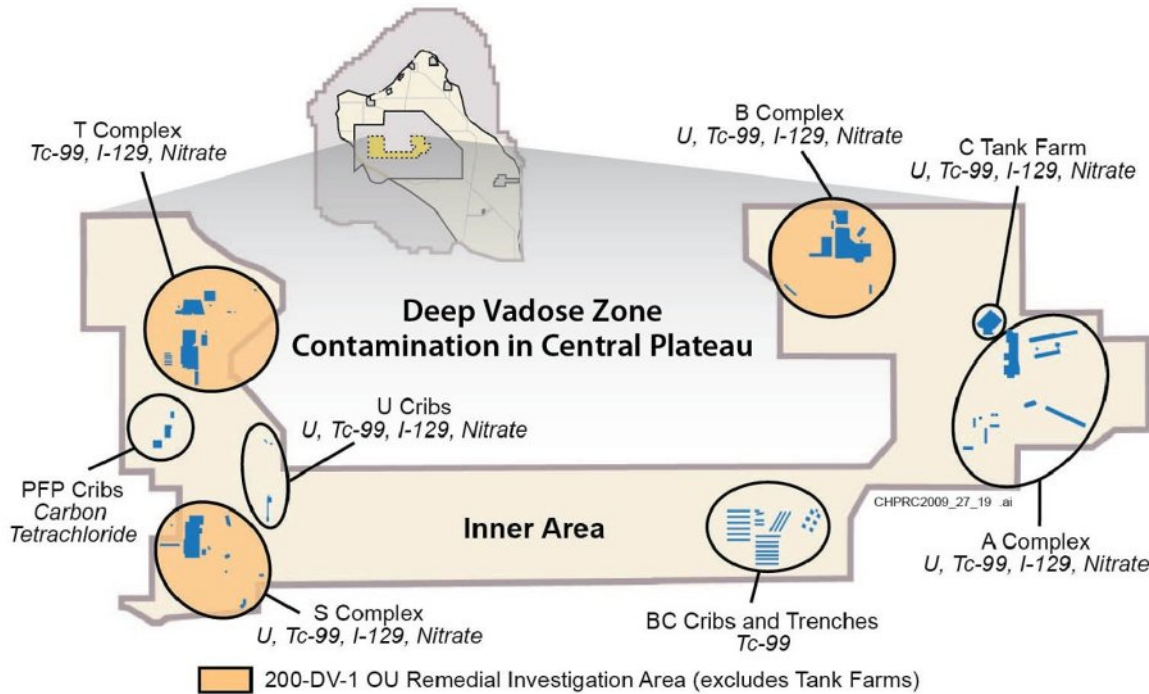 T Complex
Tc-99, I-129, Nitrate
B Complex
U, Tc-99, I-129, Nitrate
C Tank Farm
U, Tc-99, I-129, Nitrate
Deep Vadose Zone
Contamination in Central Plateau
U Cribs
U, Tc-99, I-129, Nitrate
PFP Cribs
Carbon
Tetrachloride
CHPRC2009_27_19 .ai
Inner Area
A Complex
U, Tc-99, I-129, Nitrate
S Complex
U, Tc-99, I-129, Nitrate
BC Cribs and Trenches
Tc-99
200-DV-1 OU Remedial Investigation Area (excludes Tank Farms)